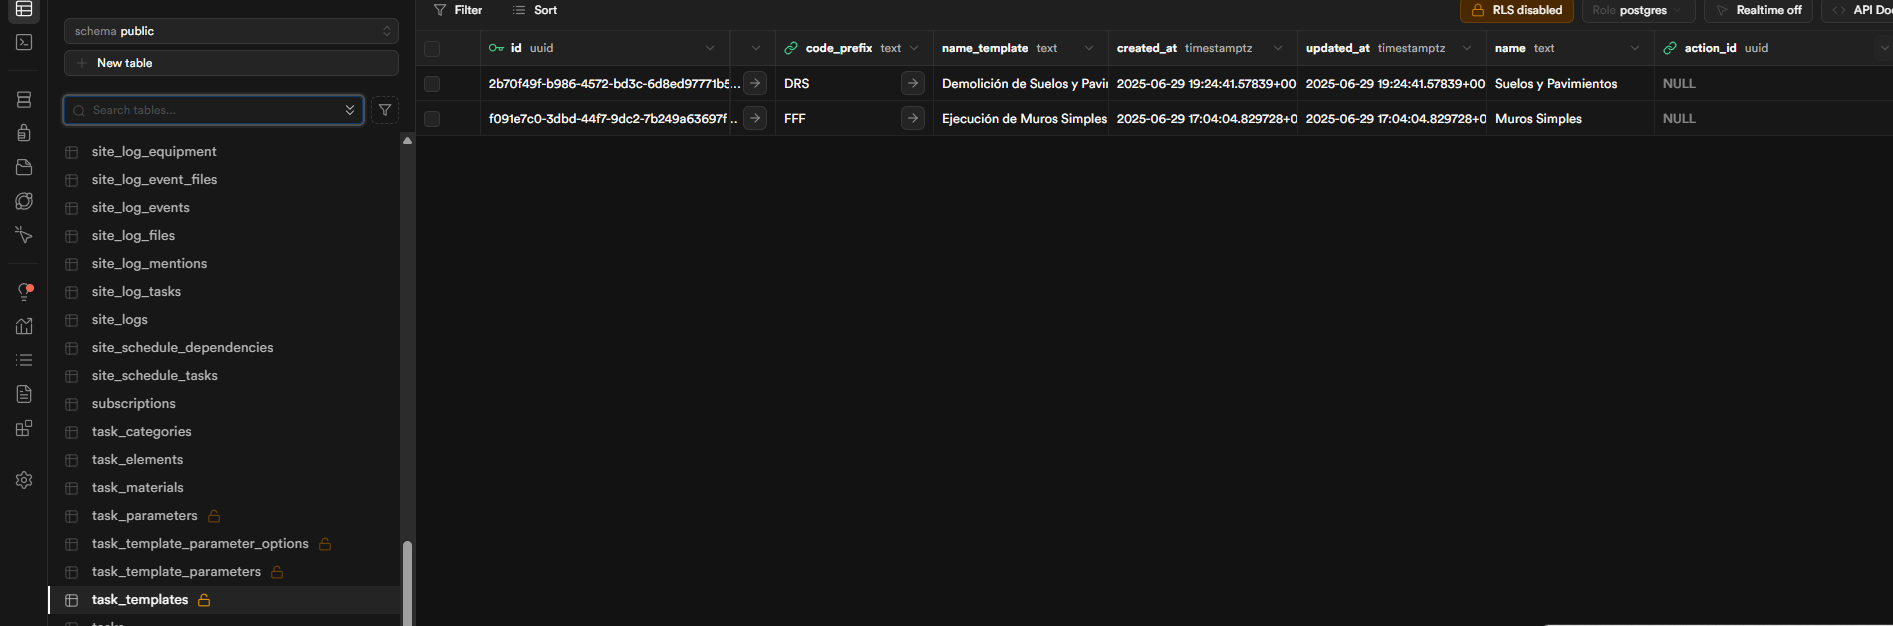 Filter
Sort
RLS disabled
Role postgres
Realtime off
API Do
schema public
New table
Search tables...
site_log_equipment
site_log_event_files
site_log_events
site_log_files
site_log_mentions
site_log_tasks
site_logs
site_schedule_dependencies
site_schedule_tasks
subscriptions
task_categories
task_elements
task_materials
task_parameters
task_template_parameter_options
task_template_parameters
task_templates
tasks
id uuid code_prefix text name_template text created_at timestamptz updated_at timestamptz name text action_id uuid
2b70f49f-b986-4572-bd3c-6d8ed97771b5... DRS Demolición de Suelos y Pavi 2025-06-29 19:24:41.57839+00 2025-06-29 19:24:41.57839+00 Suelos y Pavimientos NULL
f091e7c0-3dbd-44f7-9dc2-7b249a63697f... FFF Ejecución de Muros Simples 2025-06-29 17:04:04.829728+0 2025-06-29 17:04:04.829728+0 Muros Simples NULL